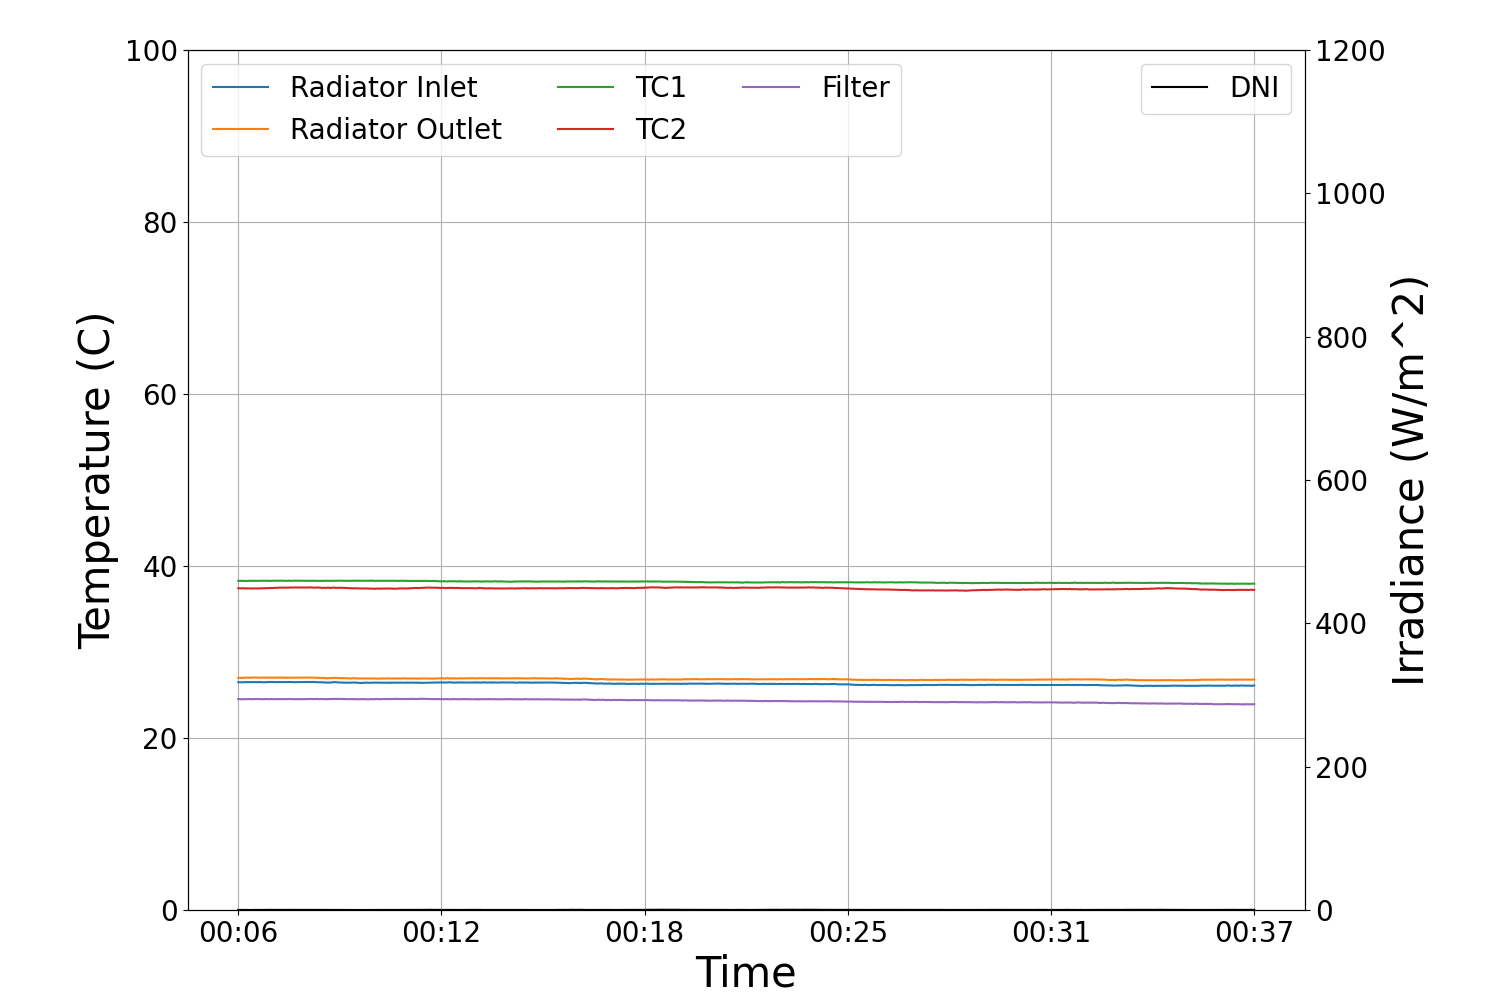 Temperature (C)
100
80
60
40
20
0
Radiator Inlet
Radiator Outlet
TC1
TC2
Filter
DNI
1200
1000
800
600
400
200
0
Irradiance (W/m^2)
00:06 00:12 00:18 00:25 00:31 00:37
Time